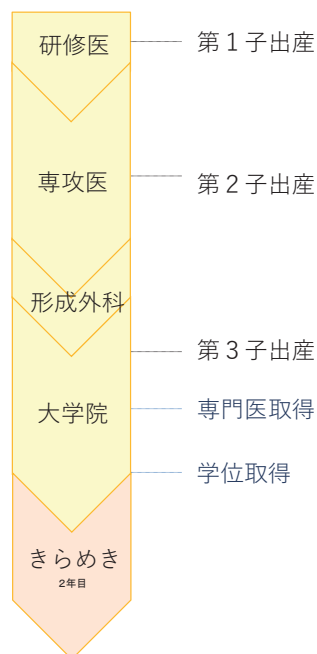 研修医
第1子出産
専攻医
第2子出産
形成外科
第3子出産
大学院
専門医取得
学位取得
きらめき
2年目